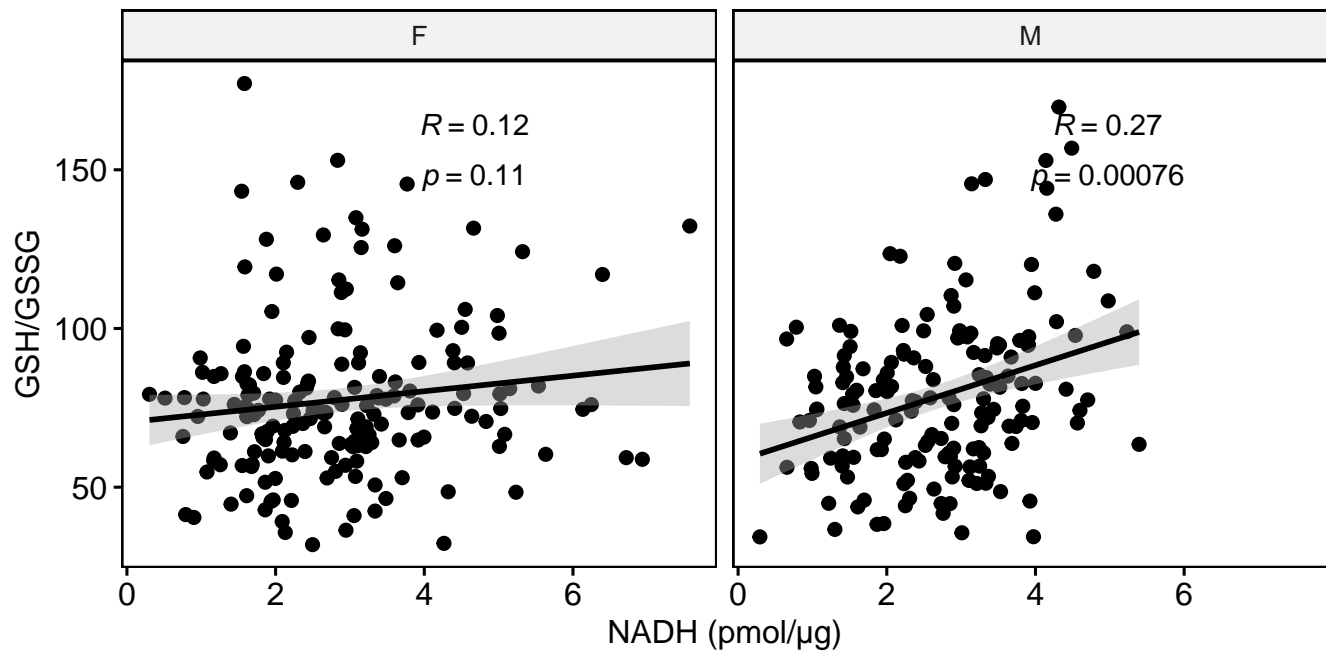 F
M
R = 0.12
p = 0.11
R = 0.27
p = 0.00076
GSH/GSSG
150
100
50
0
2
4
6
0
2
4
6
NADH (pmol/µg)